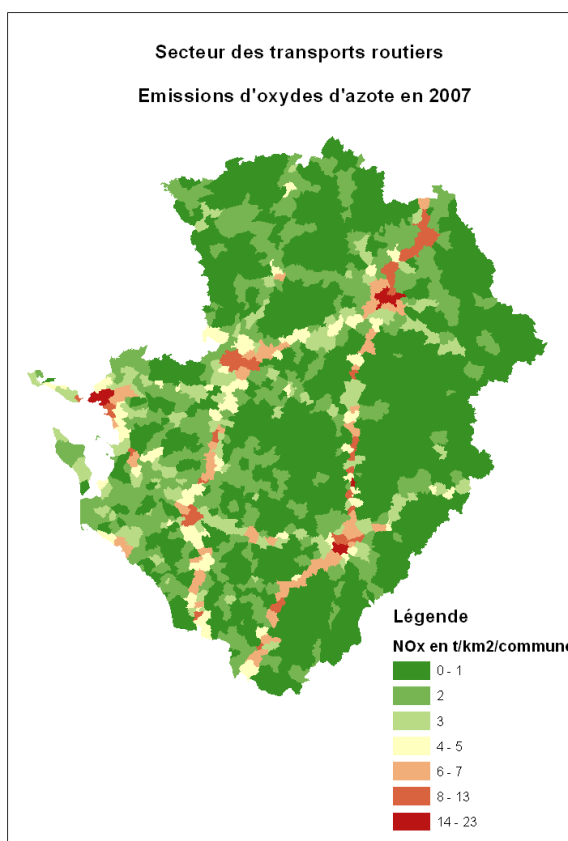 Secteur des transports routiers
Emissions d'oxydes d'azote en 2007
Légende
NOx en t/km2/commune
0 - 1
2
3
4 - 5
6 - 7
8 - 13
14 - 23